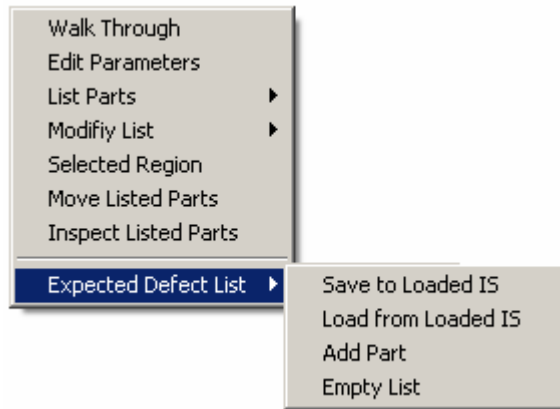 Walk Through
Edit Parameters
List Parts
Modifiy List
Selected Region
Move Listed Parts
Inspect Listed Parts
Expected Defect List
Save to Loaded IS
Load from Loaded IS
Add Part
Empty List